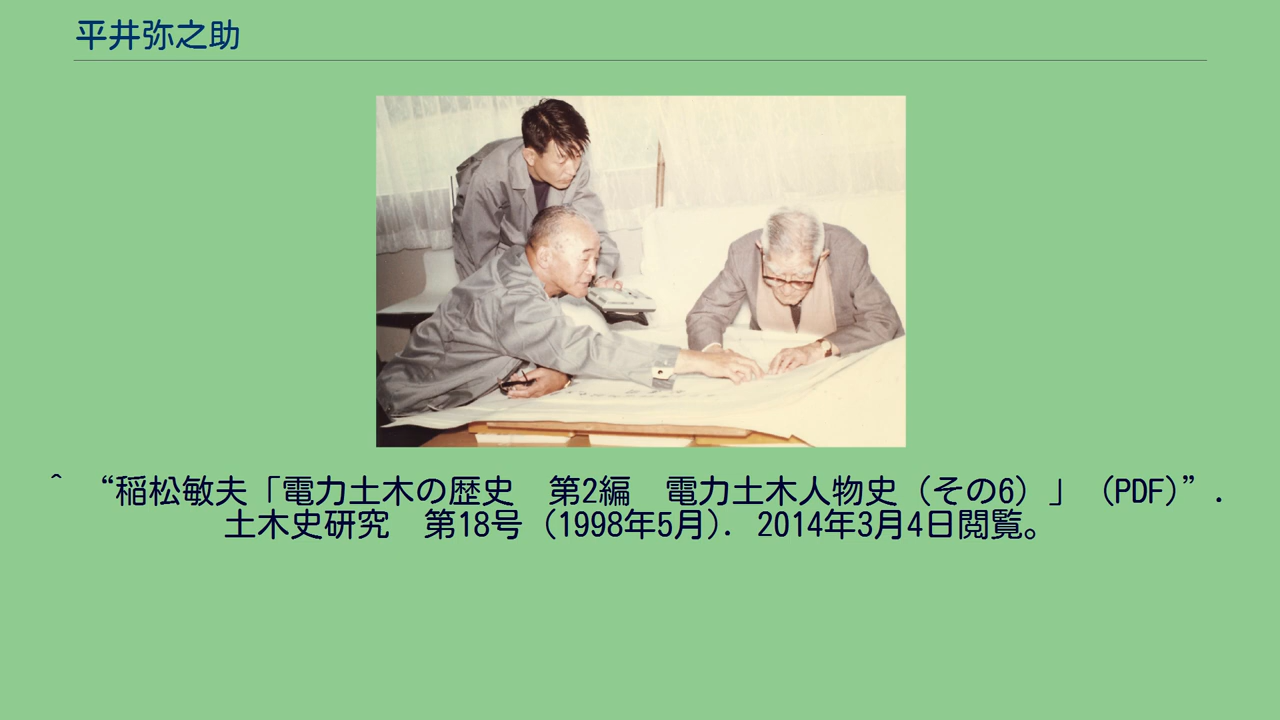 平井弥之助
^ “稲松敏夫「電力土木の歴史　第2編　電力土木人物史（その6）」（PDF）”.
土木史研究　第18号（1998年5月）. 2014年3月4日閲覧。